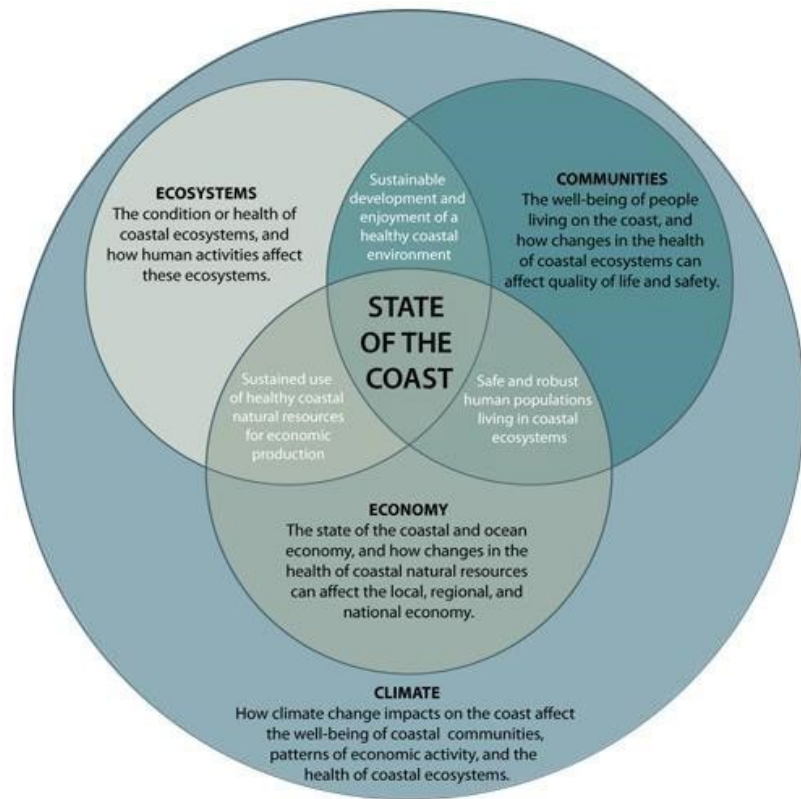 ECOSYSTEMS
The condition or health of
coastal ecosystems, and
how human activities affect
these ecosystems.
Sustainable
development and
enjoyment of a
healthy coastal
environment
COMMUNITIES
The well-being of people
living on the coast, and
how changes in the health
of coastal ecosystems can
affect quality of life and safety.
STATE
OF THE
COAST
Sustained use
of healthy coastal
natural resources
for economic
production
Safe and robust
human populations
living in coastal
ecosystems
ECONOMY
The state of the coastal and ocean
economy, and how changes in the
health of coastal natural resources
can affect the local, regional, and
national economy.
CLIMATE
How climate change impacts on the coast affect
the well-being of coastal communities,
patterns of economic activity, and the
health of coastal ecosystems.